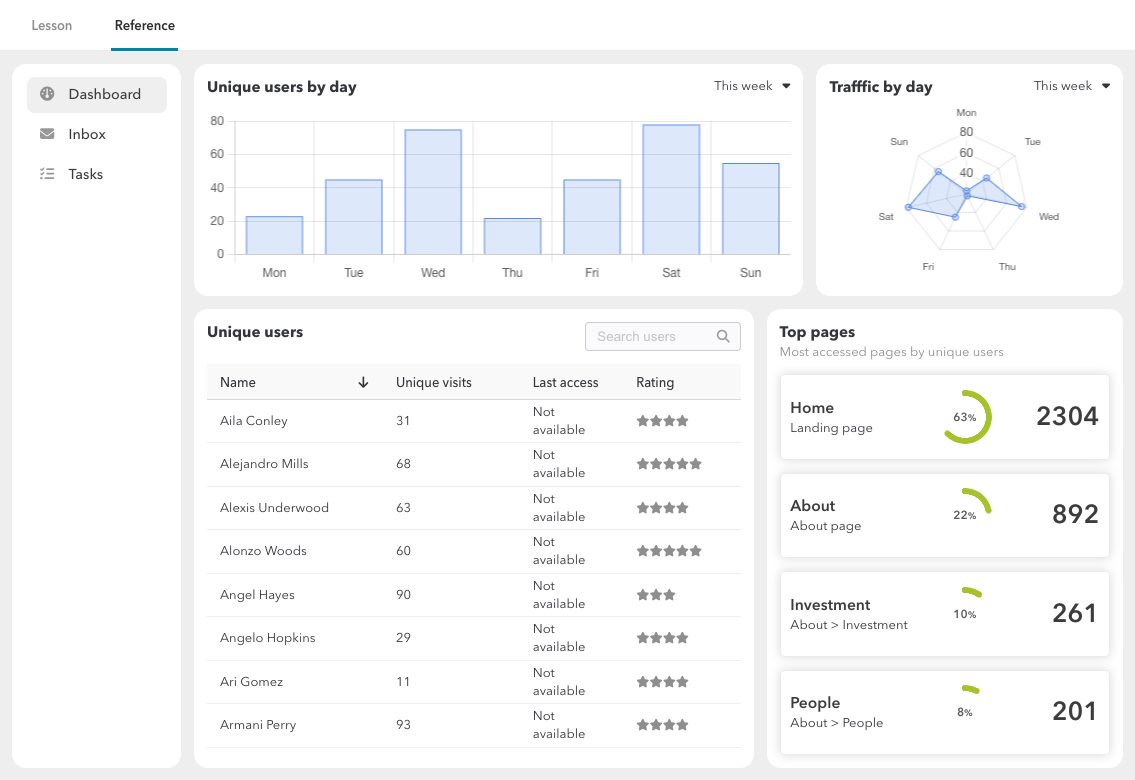 Lesson
Reference
Dashboard
Inbox
Tasks
Unique users by day
This week
80
60
40
20
0
Mon
Tue
Wed
Thu
Fri
Sat
Sun
Trafffic by day
This week
Mon
80
60
40
Sun
Tue
Sat
Wed
Fri
Thu
Unique users
Search users
Name
Unique visits
Last access
Rating
Aila Conley
31
Not
available
Alejandro Mills
68
Not
available
Alexis Underwood
63
Not
available
Alonzo Woods
60
Not
available
Angel Hayes
90
Not
available
Angelo Hopkins
29
Not
available
Ari Gomez
11
Not
available
Armani Perry
93
Not
available
Top pages
Most accessed pages by unique users
Home
Landing page
63%
2304
About
About page
22%
892
Investment
About > Investment
10%
261
People
About > People
8%
201